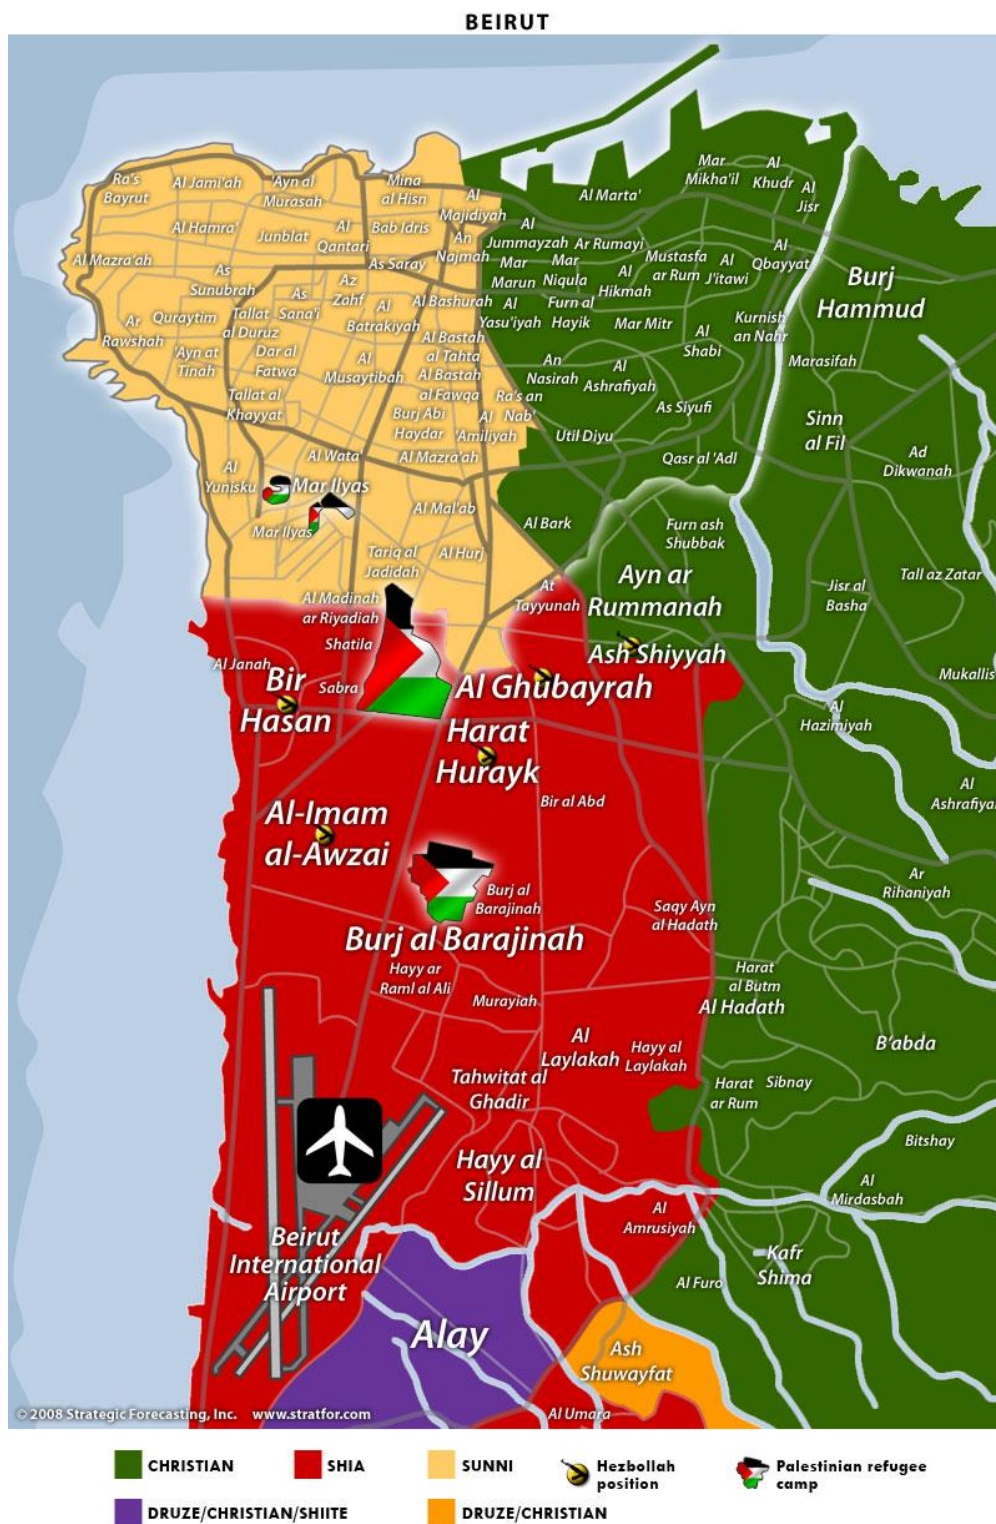 BEIRUT
Ra's
Bayrut
Al Jami'ah
'Ayn al
Murasah
Mina
al Hisn
Al
Majidiyah
Al Marta'
Mar
Mikha'il
Al
Khudr
Al
Jisr
Al Hamra'
Junblat
Al
Qantari
Bab Idris
An
Najmah
Al
Jummayzah
Ar Rumayi
Mustasfa
ar Rum
Al
J'itawi
Al
Qbayyat
Al Mazra'ah
As
Sunubrah
As Saray
Mar
Marun
Mar
Niqula
Al
Hikmah
Burj
Hammud
Az
Zahf
As
Sana'i
Al
Batrakiyah
Al Bashurah
Al
Yasu'iyah
Furn al
Hayik
Mar Mitr
Al
Shabi
Kurnish
an Nahr
Ar
Rawshah
Quraytim
Tallat
al Duruz
'Ayn at
Tinah
Dar al
Fatwa
Al
Musaytibah
Al Bastah
al Tahta
Al Bastah
al Fawqa
An
Nasirah
Al
Ashrafiyah
Marasifah
Tallat al
Khayyat
Burj Abi
Haydar
Al
'Amiliyah
Ra's an
Nab'
As Siyufi
Sinn
al Fil
Util Diyu
Al Wata'
Al Mazra'ah
Qasr al 'Adl
Ad
Dikwanah
Al
Yunisku
Mar Ilyas
Mar Ilyas
Al Mal'ab
Al Bark
Furn ash
Shubbak
Tariq al
Jadidah
Al Hurj
At
Tayyunah
Ayn ar
Rummanah
Jisr al
Basha
Tall az Zatar
Al Madinah
ar Riyadiah
Shatila
Ash Shiyyah
Al Janah
Bir
Hasan
Sabra
Al Ghubayrah
Mukallis
Al
Hazimiyah
Harat
Hurayk
Bir al Abd
Al
Ashrafiyah
Al-Imam
al-Awzai
Burj al
Barajinah
Ar
Rihaniyah
Saqy Ayn
al Hadath
Burj al Barajinah
Hayy ar
Raml al Ali
Murayiah
Harat
al Butm
Al Hadath
B'abda
Al
Laylakah
Hayy al
Laylakah
Tahwitat al
Ghadir
Harat
ar Rum
Sibnay
Bitshay
Hayy al
Sillum
Al
Mirdasbah
Al
Amrusiyah
Beirut
International
Airport
Kafr
Shima
Al Furo
Alay
Ash
Shuwayfat
Al Umara
© 2008 Strategic Forecasting, Inc. www.stratfor.com
CHRISTIAN
SHIA
SUNNI
Hezbollah
position
Palestinian refugee
camp
DRUZE/CHRISTIAN/SHIITE
DRUZE/CHRISTIAN